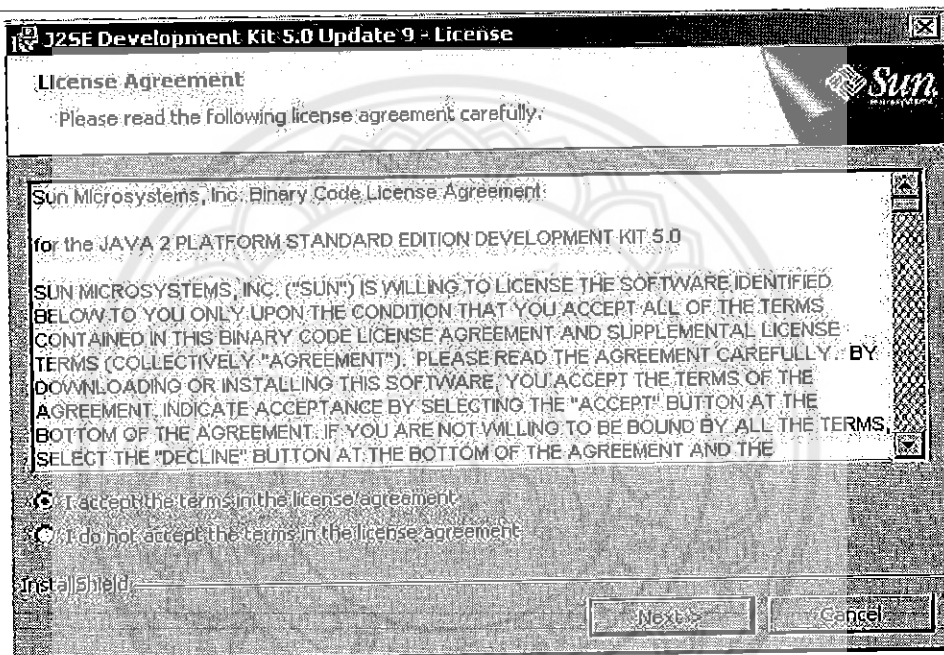 J2SE Development Kit 5.0 Update 9 - License
License Agreement
Sun
Please read the following license agreement carefully.
Sun Microsystems, Inc. Binary Code License Agreement
for the JAVA 2 PLATFORM STANDARD EDITION DEVELOPMENT KIT 5.0
SUN MICROSYSTEMS, INC. ("SUN") IS WILLING TO LICENSE THE SOFTWARE IDENTIFIED
BELOW TO YOU ONLY UPON THE CONDITION THAT YOU ACCEPT ALL OF THE TERMS
CONTAINED IN THIS BINARY CODE LICENSE AGREEMENT AND SUPPLEMENTAL LICENSE
TERMS (COLLECTIVELY "AGREEMENT"). PLEASE READ THE AGREEMENT CAREFULLY. BY
DOWNLOADING OR INSTALLING THIS SOFTWARE, YOU ACCEPT THE TERMS OF THE
AGREEMENT. INDICATE ACCEPTANCE BY SELECTING THE "ACCEPT" BUTTON AT THE
BOTTOM OF THE AGREEMENT. IF YOU ARE NOT WILLING TO BE BOUND BY ALL THE TERMS,
SELECT THE "DECLINE" BUTTON AT THE BOTTOM OF THE AGREEMENT AND THE
I accept the terms in the license agreement
I do not accept the terms in the license agreement
InstallShield
Next >
Cancel